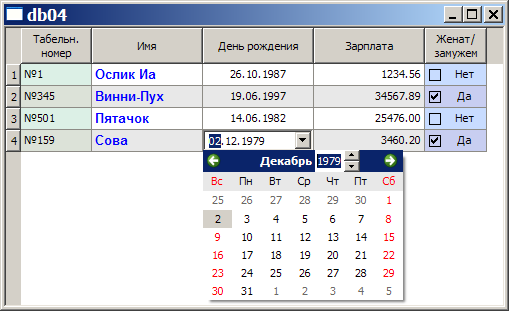 db04
Табельн. номер Имя День рождения Зарплата Женат/ замужем
1 №1 Ослик Иа 26.10.1987 1234.56 Нет
2 №345 Винни-Пух 19.06.1997 34567.89 Да
3 №501 Пятачок 14.06.1982 25476.00 Нет
4 №159 Сова 02.12.1979 3460.20 Да
Декабрь 1979
Вс Пн Вт Ср Чт Пт Сб
25 26 27 28 29 30 1
2 3 4 5 6 7 8
9 10 11 12 13 14 15
16 17 18 19 20 21 22
23 24 25 26 27 28 29
30 31 1 2 3 4 5